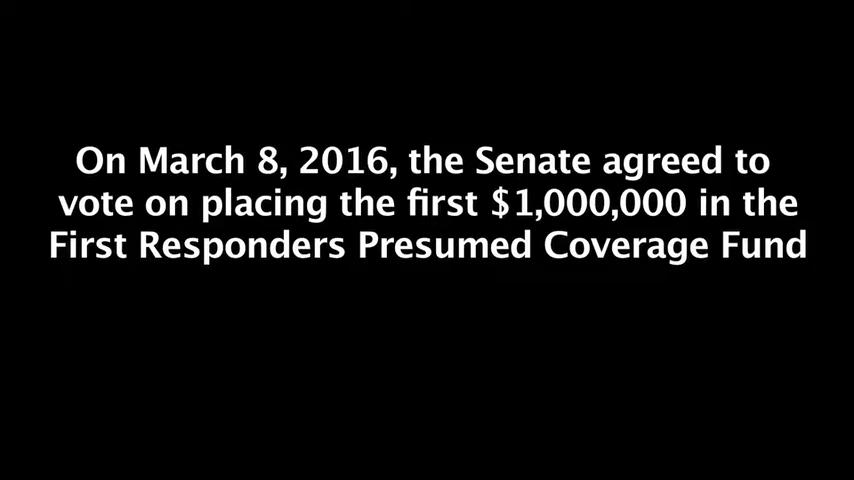 On March 8, 2016, the Senate agreed to
vote on placing the first $1,000,000 in the
First Responders Presumed Coverage Fund